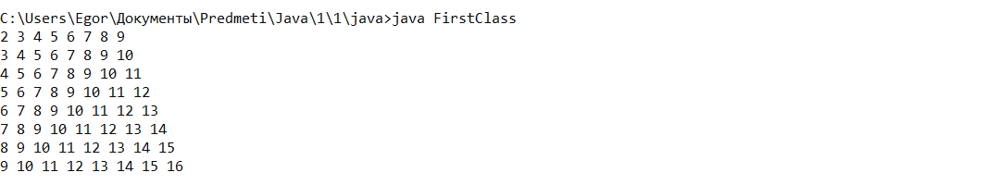 C:\Users\Egor\Документы\Predmeti\Java\1\1\java>java FirstClass
2 3 4 5 6 7 8 9
3 4 5 6 7 8 9 10
4 5 6 7 8 9 10 11
5 6 7 8 9 10 11 12
6 7 8 9 10 11 12 13
7 8 9 10 11 12 13 14
8 9 10 11 12 13 14 15
9 10 11 12 13 14 15 16